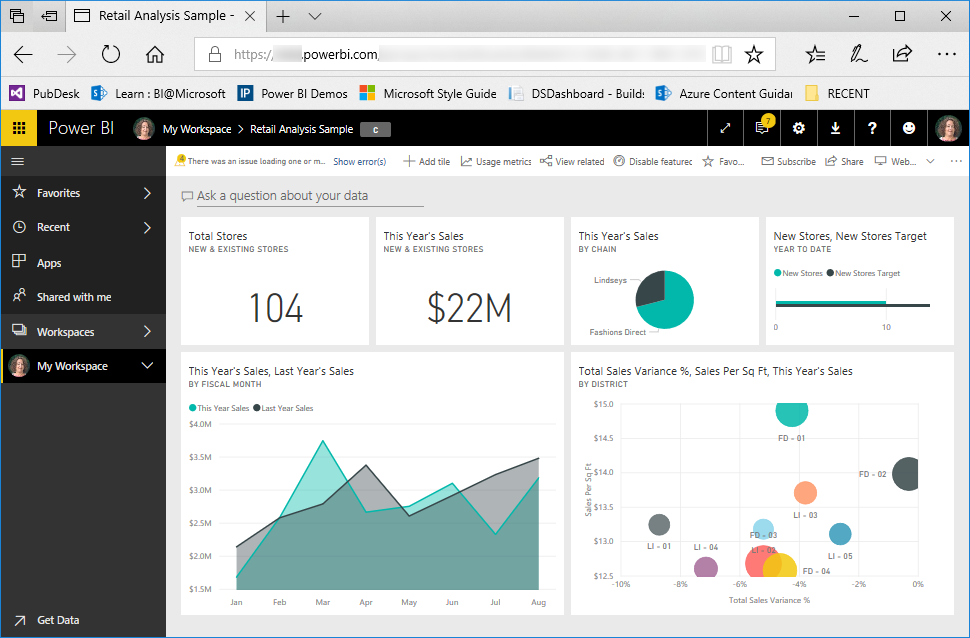 Retail Analysis Sample -
https:// .powerbi.com/
PubDesk Learn : BI@Microsoft Power BI Demos Microsoft Style Guide DSDashboard - Builds Azure Content Guidan RECENT
Power BI My Workspace > Retail Analysis Sample C 7
There was an issue loading one or m... Show error(s) Add tile Usage metrics View related Disable featured Favo... Subscribe Share Web...
Favorites
Recent
Apps
Shared with me
Workspaces
My Workspace
Get Data
Ask a question about your data
Total Stores
NEW & EXISTING STORES
104
This Year's Sales
NEW & EXISTING STORES
$22M
This Year's Sales
BY CHAIN
Lindseys
Fashions Direct
New Stores, New Stores Target
YEAR TO DATE
New Stores New Stores Target
0 10
This Year's Sales, Last Year's Sales
BY FISCAL MONTH
This Year Sales Last Year Sales
$4.0M
$3.5M
$3.0M
$2.5M
$2.0M
$1.5M
Jan Feb Mar Apr May Jun Jul Aug
Total Sales Variance %, Sales Per Sq Ft, This Year's Sales
BY DISTRICT
Sales Per Sq Ft
$15.0
$14.5
$14.0
$13.5
$13.0
$12.5
FD - 01
FD - 02
LI - 03
FD - 03
LI - 01
LI - 04
LI - 02
LI - 05
FD - 04
-10% -8% -6% -4% -2% 0%
Total Sales Variance %